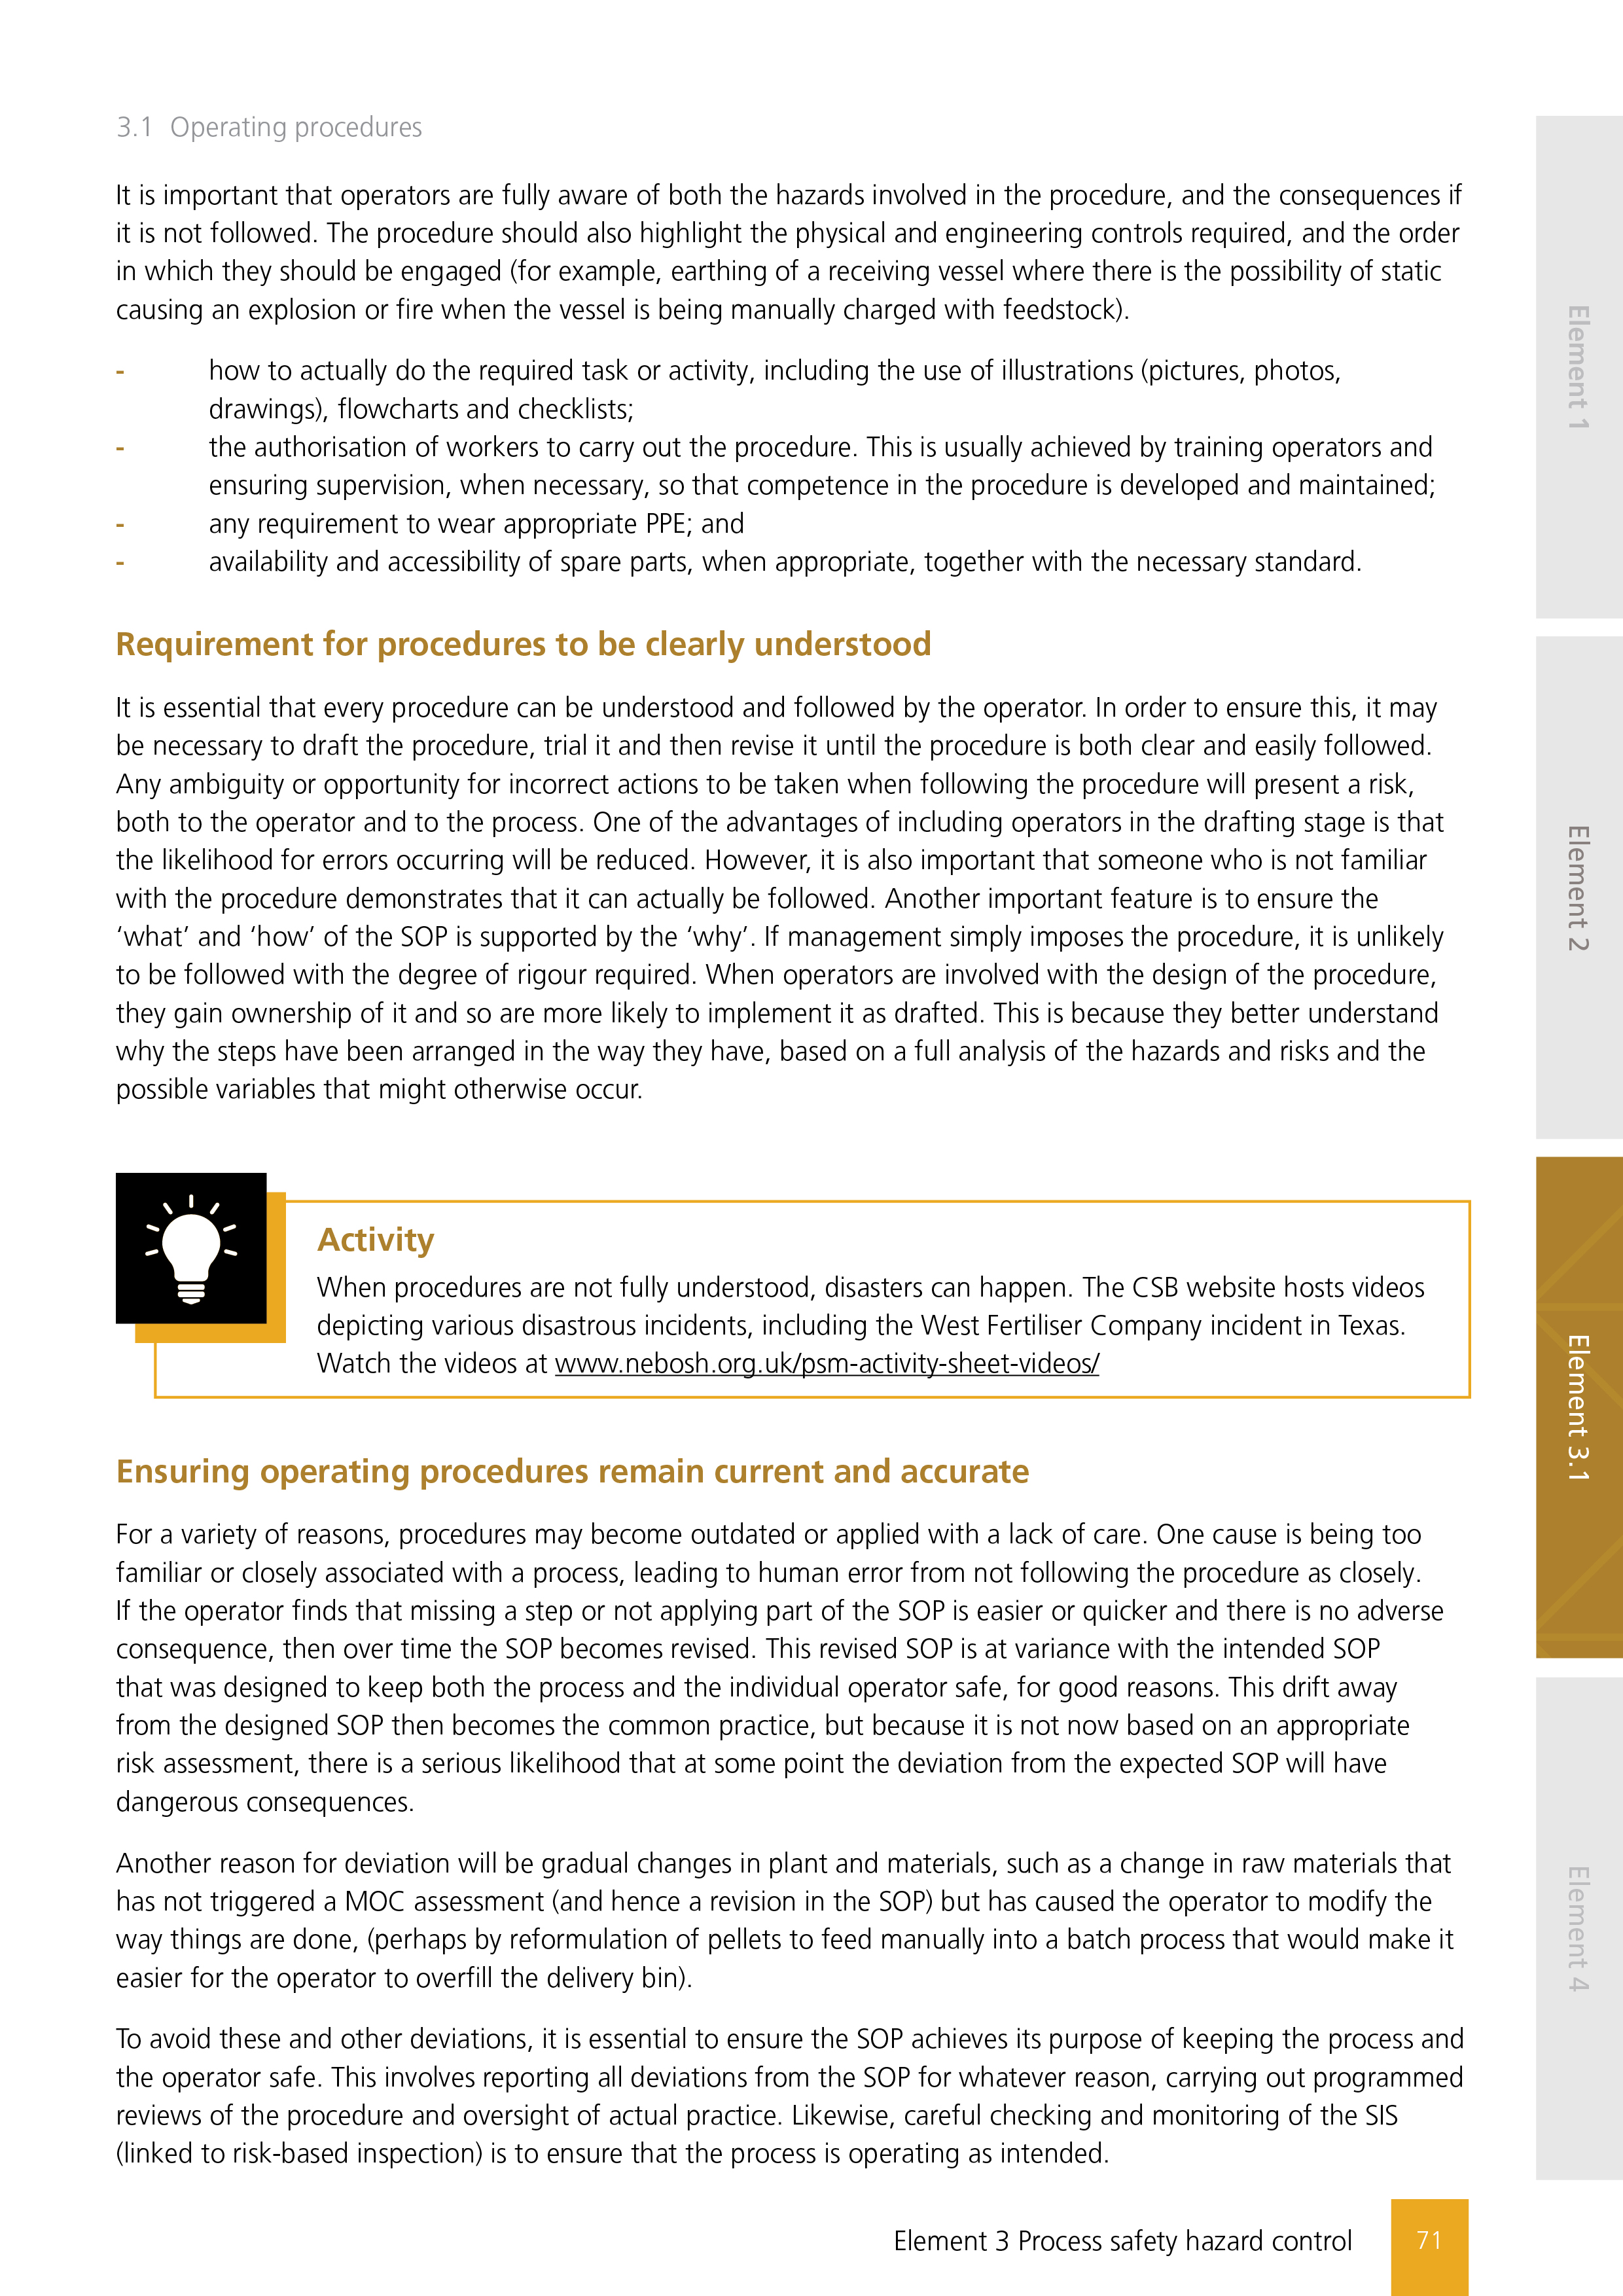 3.1 Operating procedures
It is important that operators are fully aware of both the hazards involved in the procedure, and the consequences if
it is not followed. The procedure should also highlight the physical and engineering controls required, and the order
in which they should be engaged (for example, earthing of a receiving vessel where there is the possibility of static
causing an explosion or fire when the vessel is being manually charged with feedstock).
- how to actually do the required task or activity, including the use of illustrations (pictures, photos,
drawings), flowcharts and checklists;
- the authorisation of workers to carry out the procedure. This is usually achieved by training operators and
ensuring supervision, when necessary, so that competence in the procedure is developed and maintained;
- any requirement to wear appropriate PPE; and
- availability and accessibility of spare parts, when appropriate, together with the necessary standard.
Requirement for procedures to be clearly understood
It is essential that every procedure can be understood and followed by the operator. In order to ensure this, it may
be necessary to draft the procedure, trial it and then revise it until the procedure is both clear and easily followed.
Any ambiguity or opportunity for incorrect actions to be taken when following the procedure will present a risk,
both to the operator and to the process. One of the advantages of including operators in the drafting stage is that
the likelihood for errors occurring will be reduced. However, it is also important that someone who is not familiar
with the procedure demonstrates that it can actually be followed. Another important feature is to ensure the
‘what’ and ‘how’ of the SOP is supported by the ‘why’. If management simply imposes the procedure, it is unlikely
to be followed with the degree of rigour required. When operators are involved with the design of the procedure,
they gain ownership of it and so are more likely to implement it as drafted. This is because they better understand
why the steps have been arranged in the way they have, based on a full analysis of the hazards and risks and the
possible variables that might otherwise occur.
Activity
When procedures are not fully understood, disasters can happen. The CSB website hosts videos
depicting various disastrous incidents, including the West Fertiliser Company incident in Texas.
Watch the videos at www.nebosh.org.uk/psm-activity-sheet-videos/
Ensuring operating procedures remain current and accurate
For a variety of reasons, procedures may become outdated or applied with a lack of care. One cause is being too
familiar or closely associated with a process, leading to human error from not following the procedure as closely.
If the operator finds that missing a step or not applying part of the SOP is easier or quicker and there is no adverse
consequence, then over time the SOP becomes revised. This revised SOP is at variance with the intended SOP
that was designed to keep both the process and the individual operator safe, for good reasons. This drift away
from the designed SOP then becomes the common practice, but because it is not now based on an appropriate
risk assessment, there is a serious likelihood that at some point the deviation from the expected SOP will have
dangerous consequences.
Another reason for deviation will be gradual changes in plant and materials, such as a change in raw materials that
has not triggered a MOC assessment (and hence a revision in the SOP) but has caused the operator to modify the
way things are done, (perhaps by reformulation of pellets to feed manually into a batch process that would make it
easier for the operator to overfill the delivery bin).
To avoid these and other deviations, it is essential to ensure the SOP achieves its purpose of keeping the process and
the operator safe. This involves reporting all deviations from the SOP for whatever reason, carrying out programmed
reviews of the procedure and oversight of actual practice. Likewise, careful checking and monitoring of the SIS
(linked to risk-based inspection) is to ensure that the process is operating as intended.
Element 3 Process safety hazard control
71
Element 1
Element 2
Element 3.1
Element 4